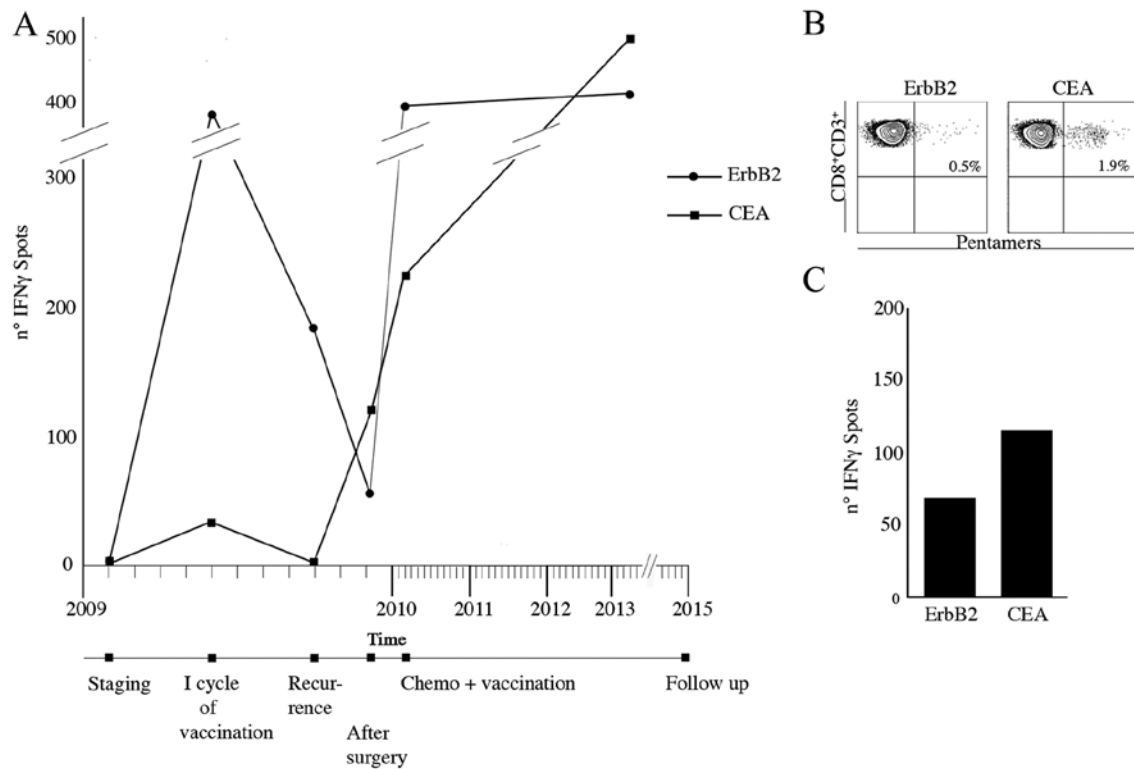 A
500
400
300
200
100
0
n° IFNγ Spots
ErbB2
CEA
2009
2010
2011
2012
2013
2015
Time
Staging
I cycle
of
vaccination
Recur-
rence
After
surgery
Chemo + vaccination
Follow up
B
ErbB2
CEA
CD8⁺CD3⁺
0.5%
1.9%
Pentamers
C
200
150
100
50
0
n° IFNγ Spots
ErbB2
CEA